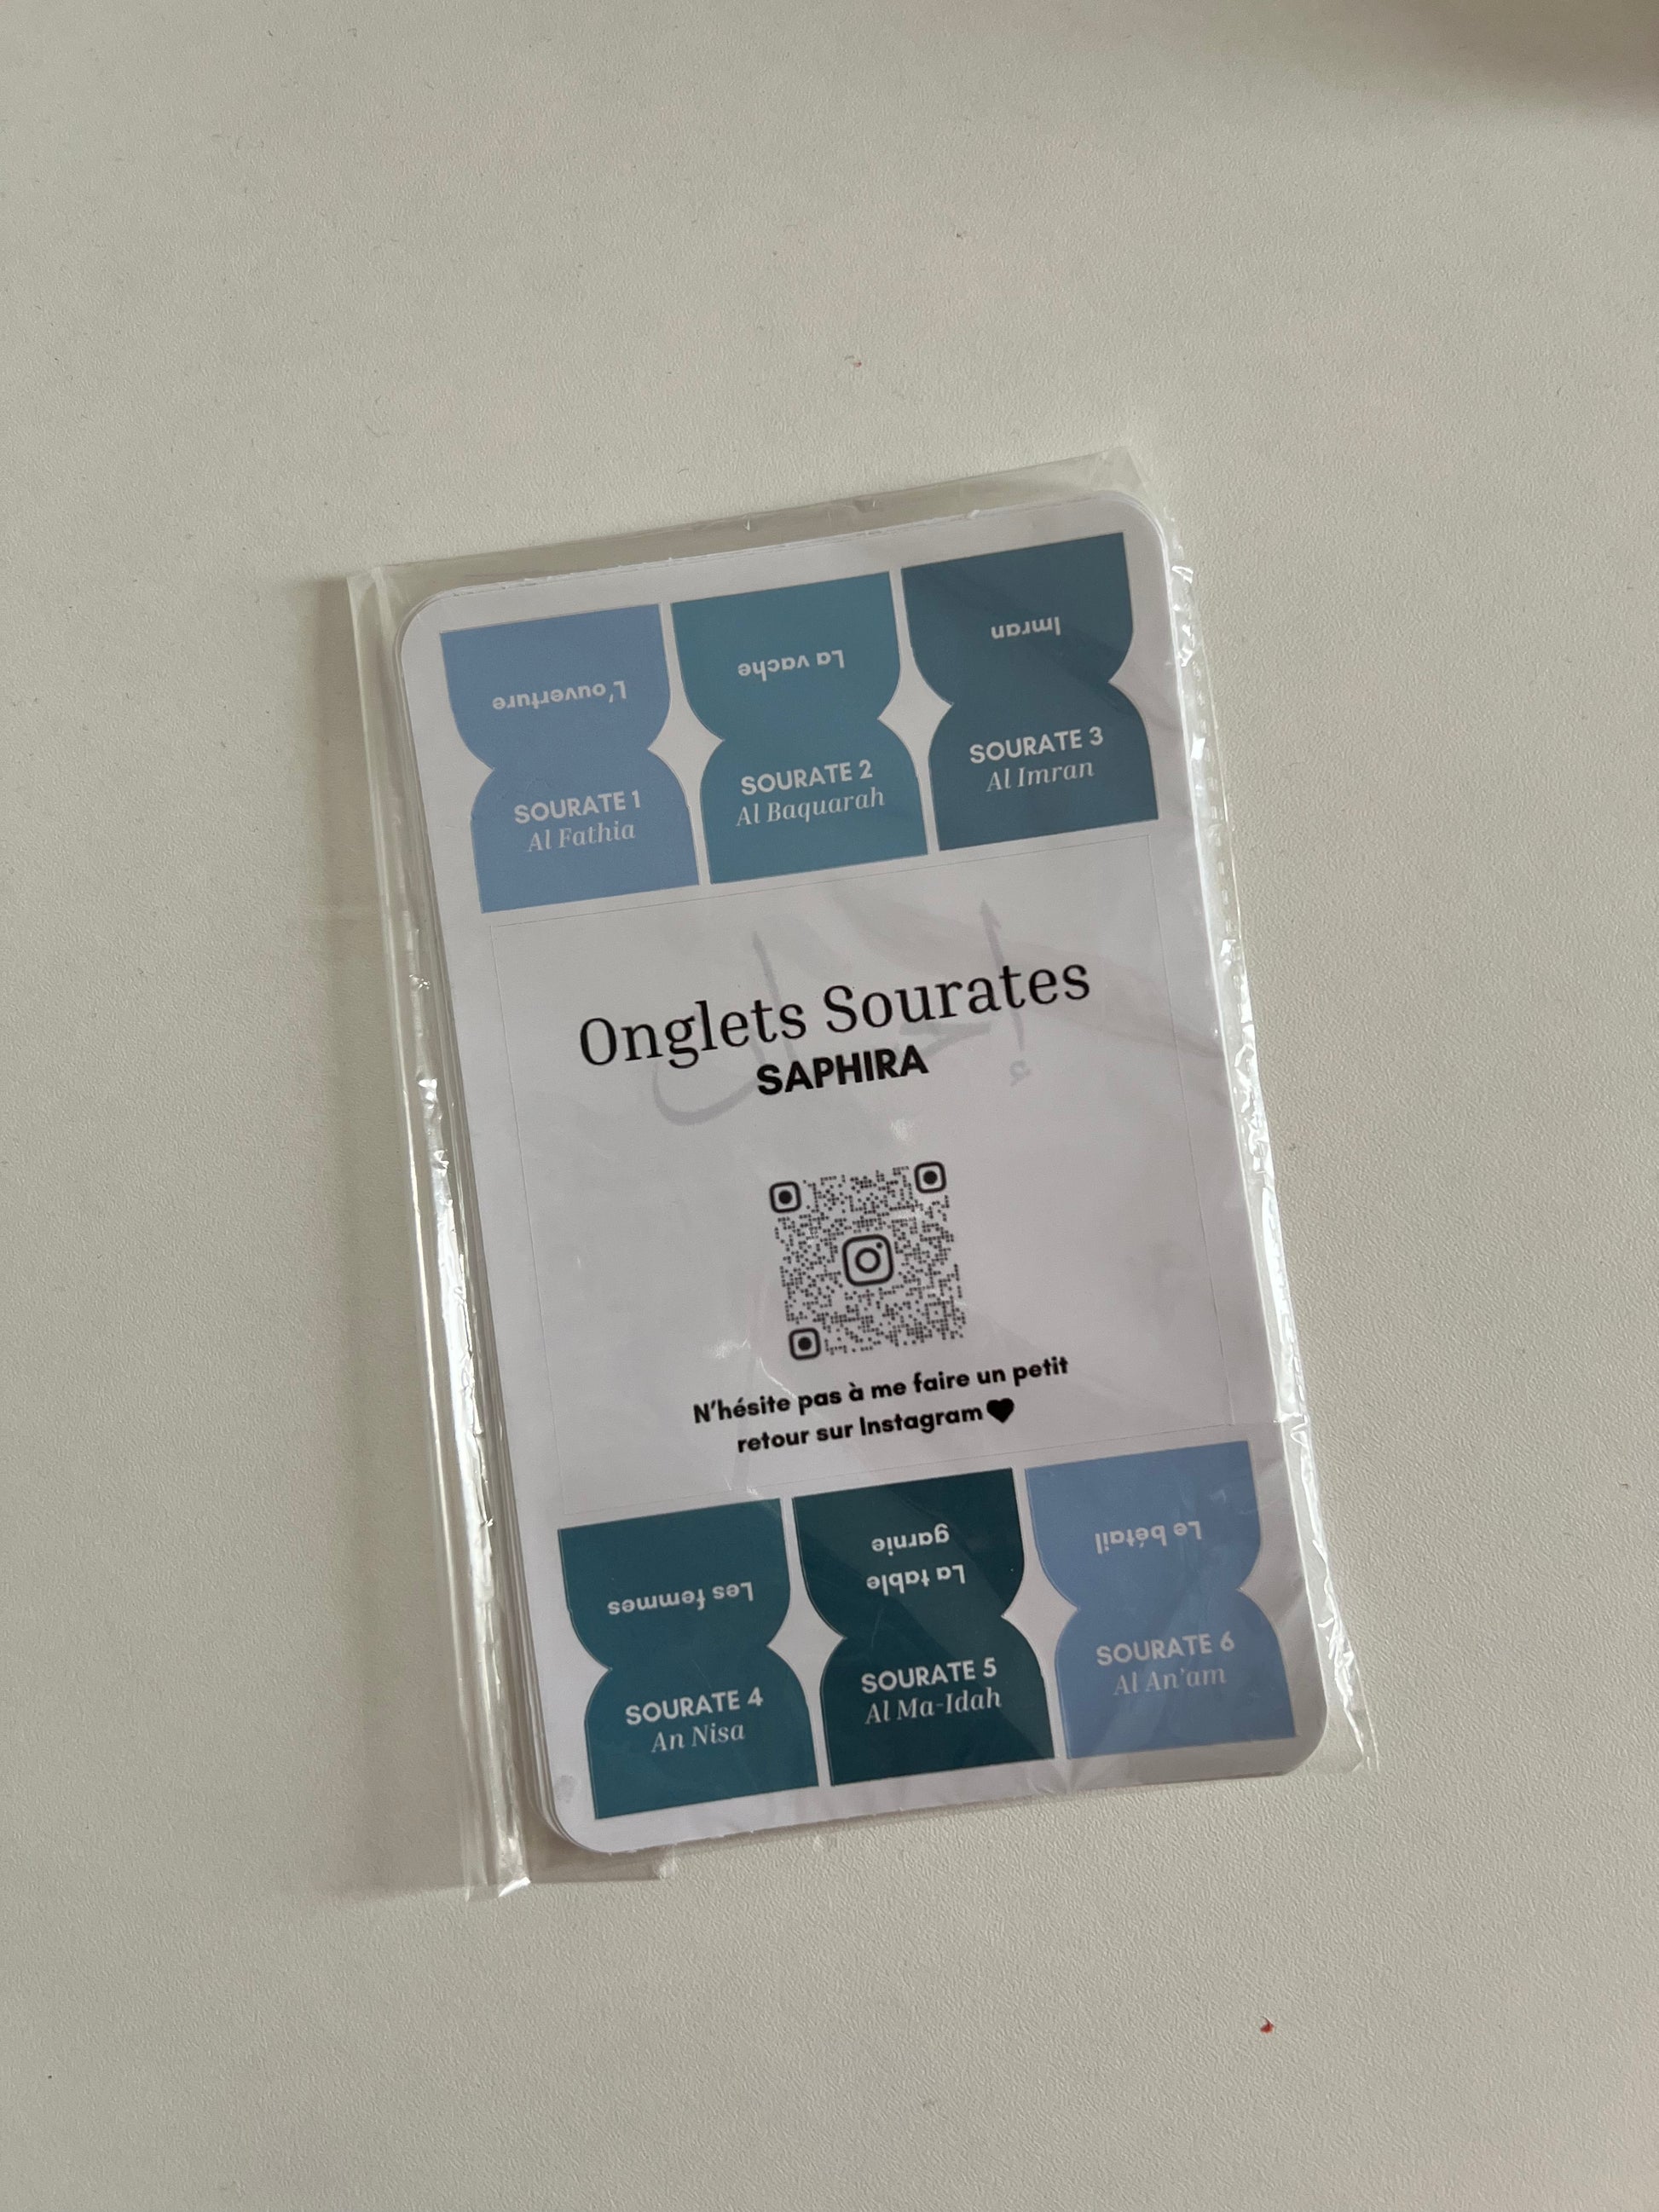 L'ouverture
SOURATE 1
Al Fathia
La vache
SOURATE 2
Al Baquarah
Imran
SOURATE 3
Al Imran
Onglets Sourates
SAPHIRA
N'hésite pas à me faire un petit
retour sur Instagram🖤
Les femmes
SOURATE 4
An Nisa
La table
garnie
SOURATE 5
Al Ma-Idah
Le bétail
SOURATE 6
Al An'am